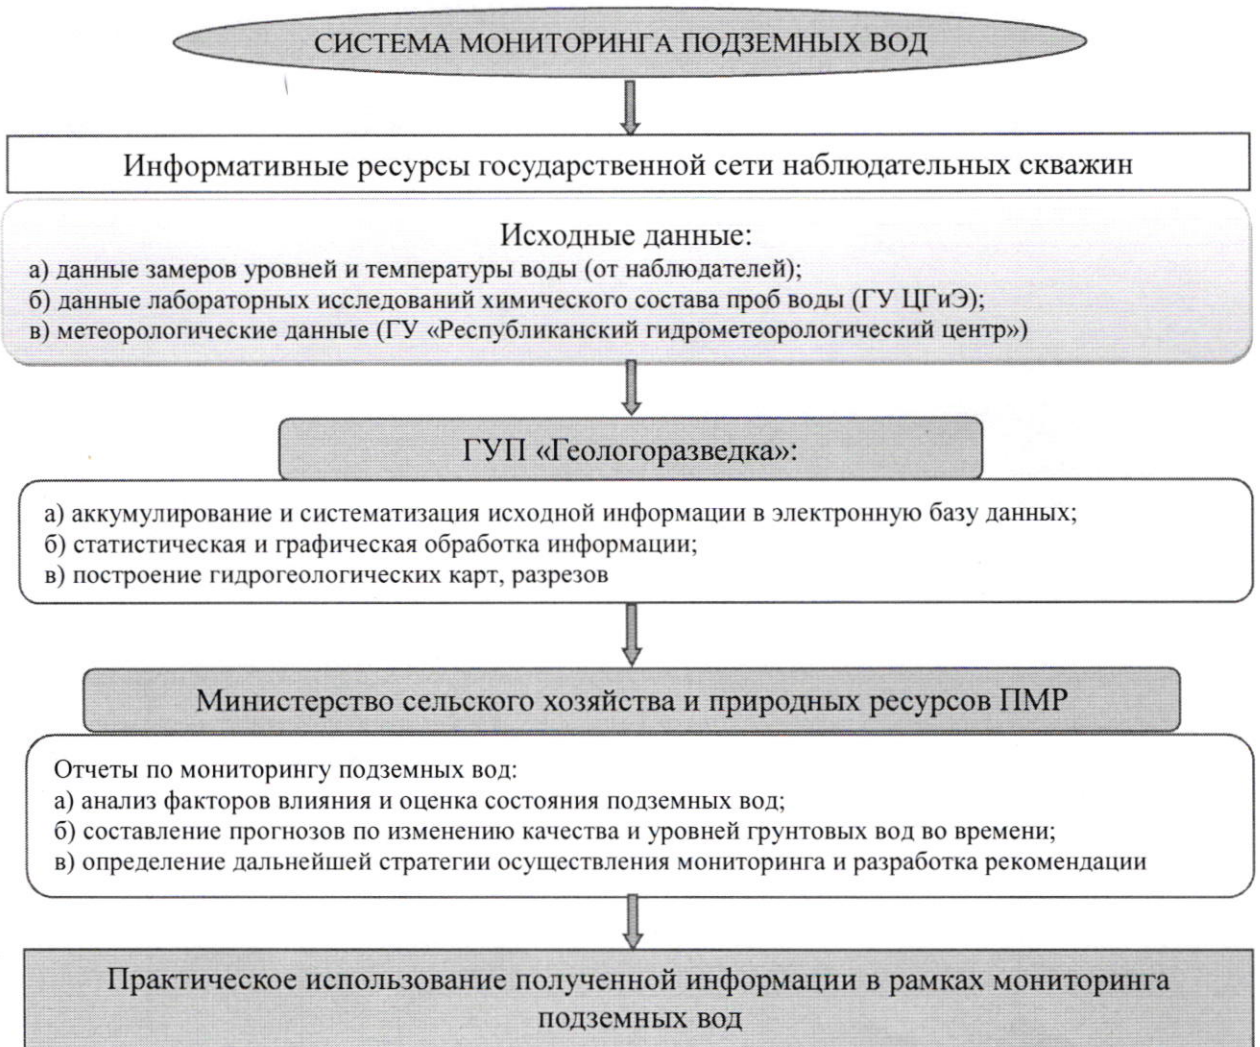 СИСТЕМА МОНИТОРИНГА ПОДЗЕМНЫХ ВОД
Информативные ресурсы государственной сети наблюдательных скважин
Исходные данные:
а) данные замеров уровней и температуры воды (от наблюдателей);
б) данные лабораторных исследований химического состава проб воды (ГУ ЦГиЭ);
в) метеорологические данные (ГУ «Республиканский гидрометеорологический центр»)
ГУП «Геологоразведка»:
а) аккумулирование и систематизация исходной информации в электронную базу данных;
б) статистическая и графическая обработка информации;
в) построение гидрогеологических карт, разрезов
Министерство сельского хозяйства и природных ресурсов ПМР
Отчеты по мониторингу подземных вод:
а) анализ факторов влияния и оценка состояния подземных вод;
б) составление прогнозов по изменению качества и уровней грунтовых вод во времени;
в) определение дальнейшей стратегии осуществления мониторинга и разработка рекомендации
Практическое использование полученной информации в рамках мониторинга
подземных вод